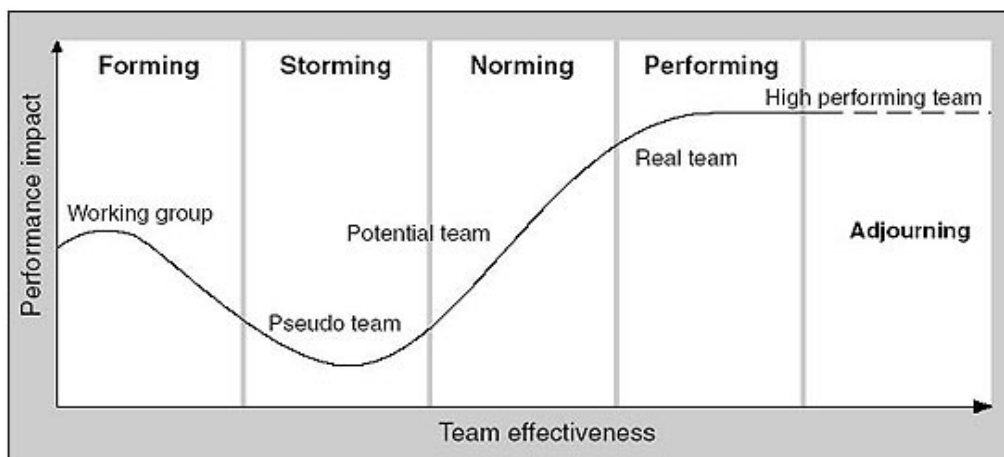 Forming
Storming
Norming
Performing
High performing team
Real team
Working group
Potential team
Adjourning
Pseudo team
Performance impact
Team effectiveness